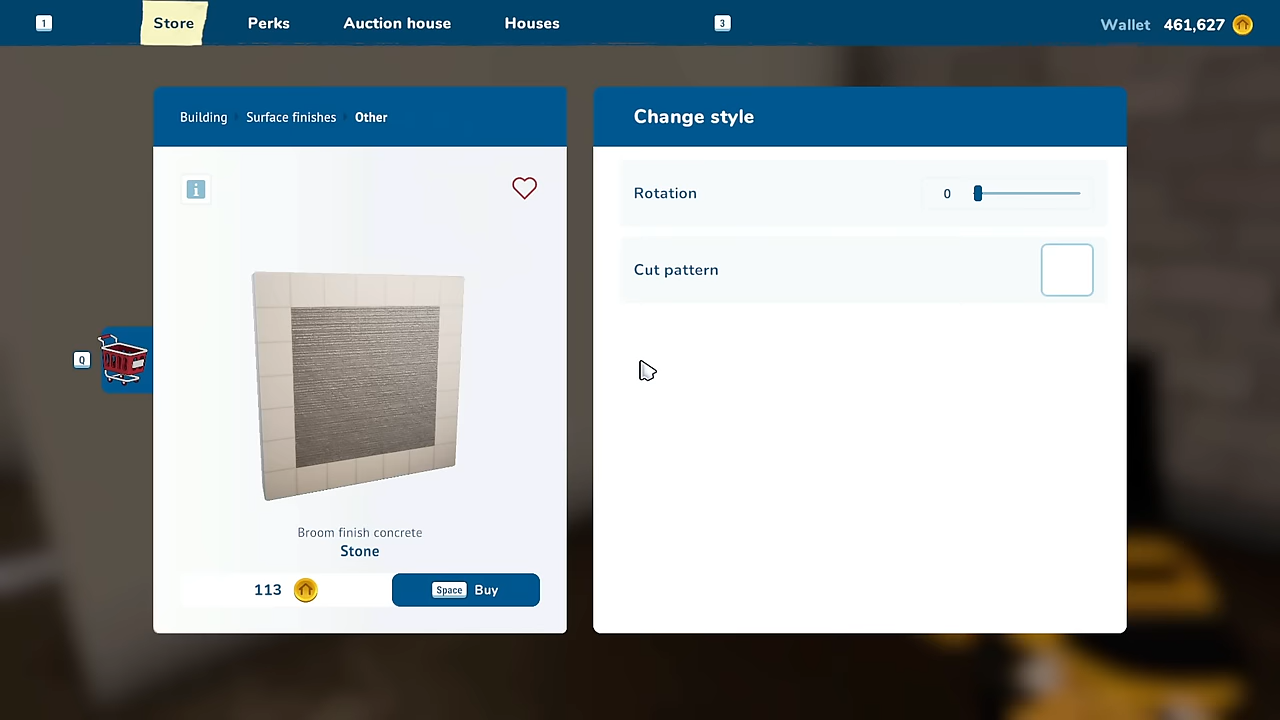 1 Store Perks Auction house Houses 3 Wallet 461,627
Building Surface finishes Other
Change style
i
Rotation 0
Cut pattern
Q
Broom finish concrete
Stone
113 Space Buy